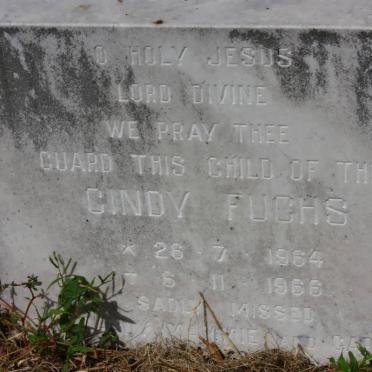 O HOLY JESUS
LORD DIVINE
WE PRAY THEE
GUARD THIS CHILD OF THI
CINDY FUCHS
* 26 · 7 · 1964
† 5 · 11 · 1966
SADLY MISSED